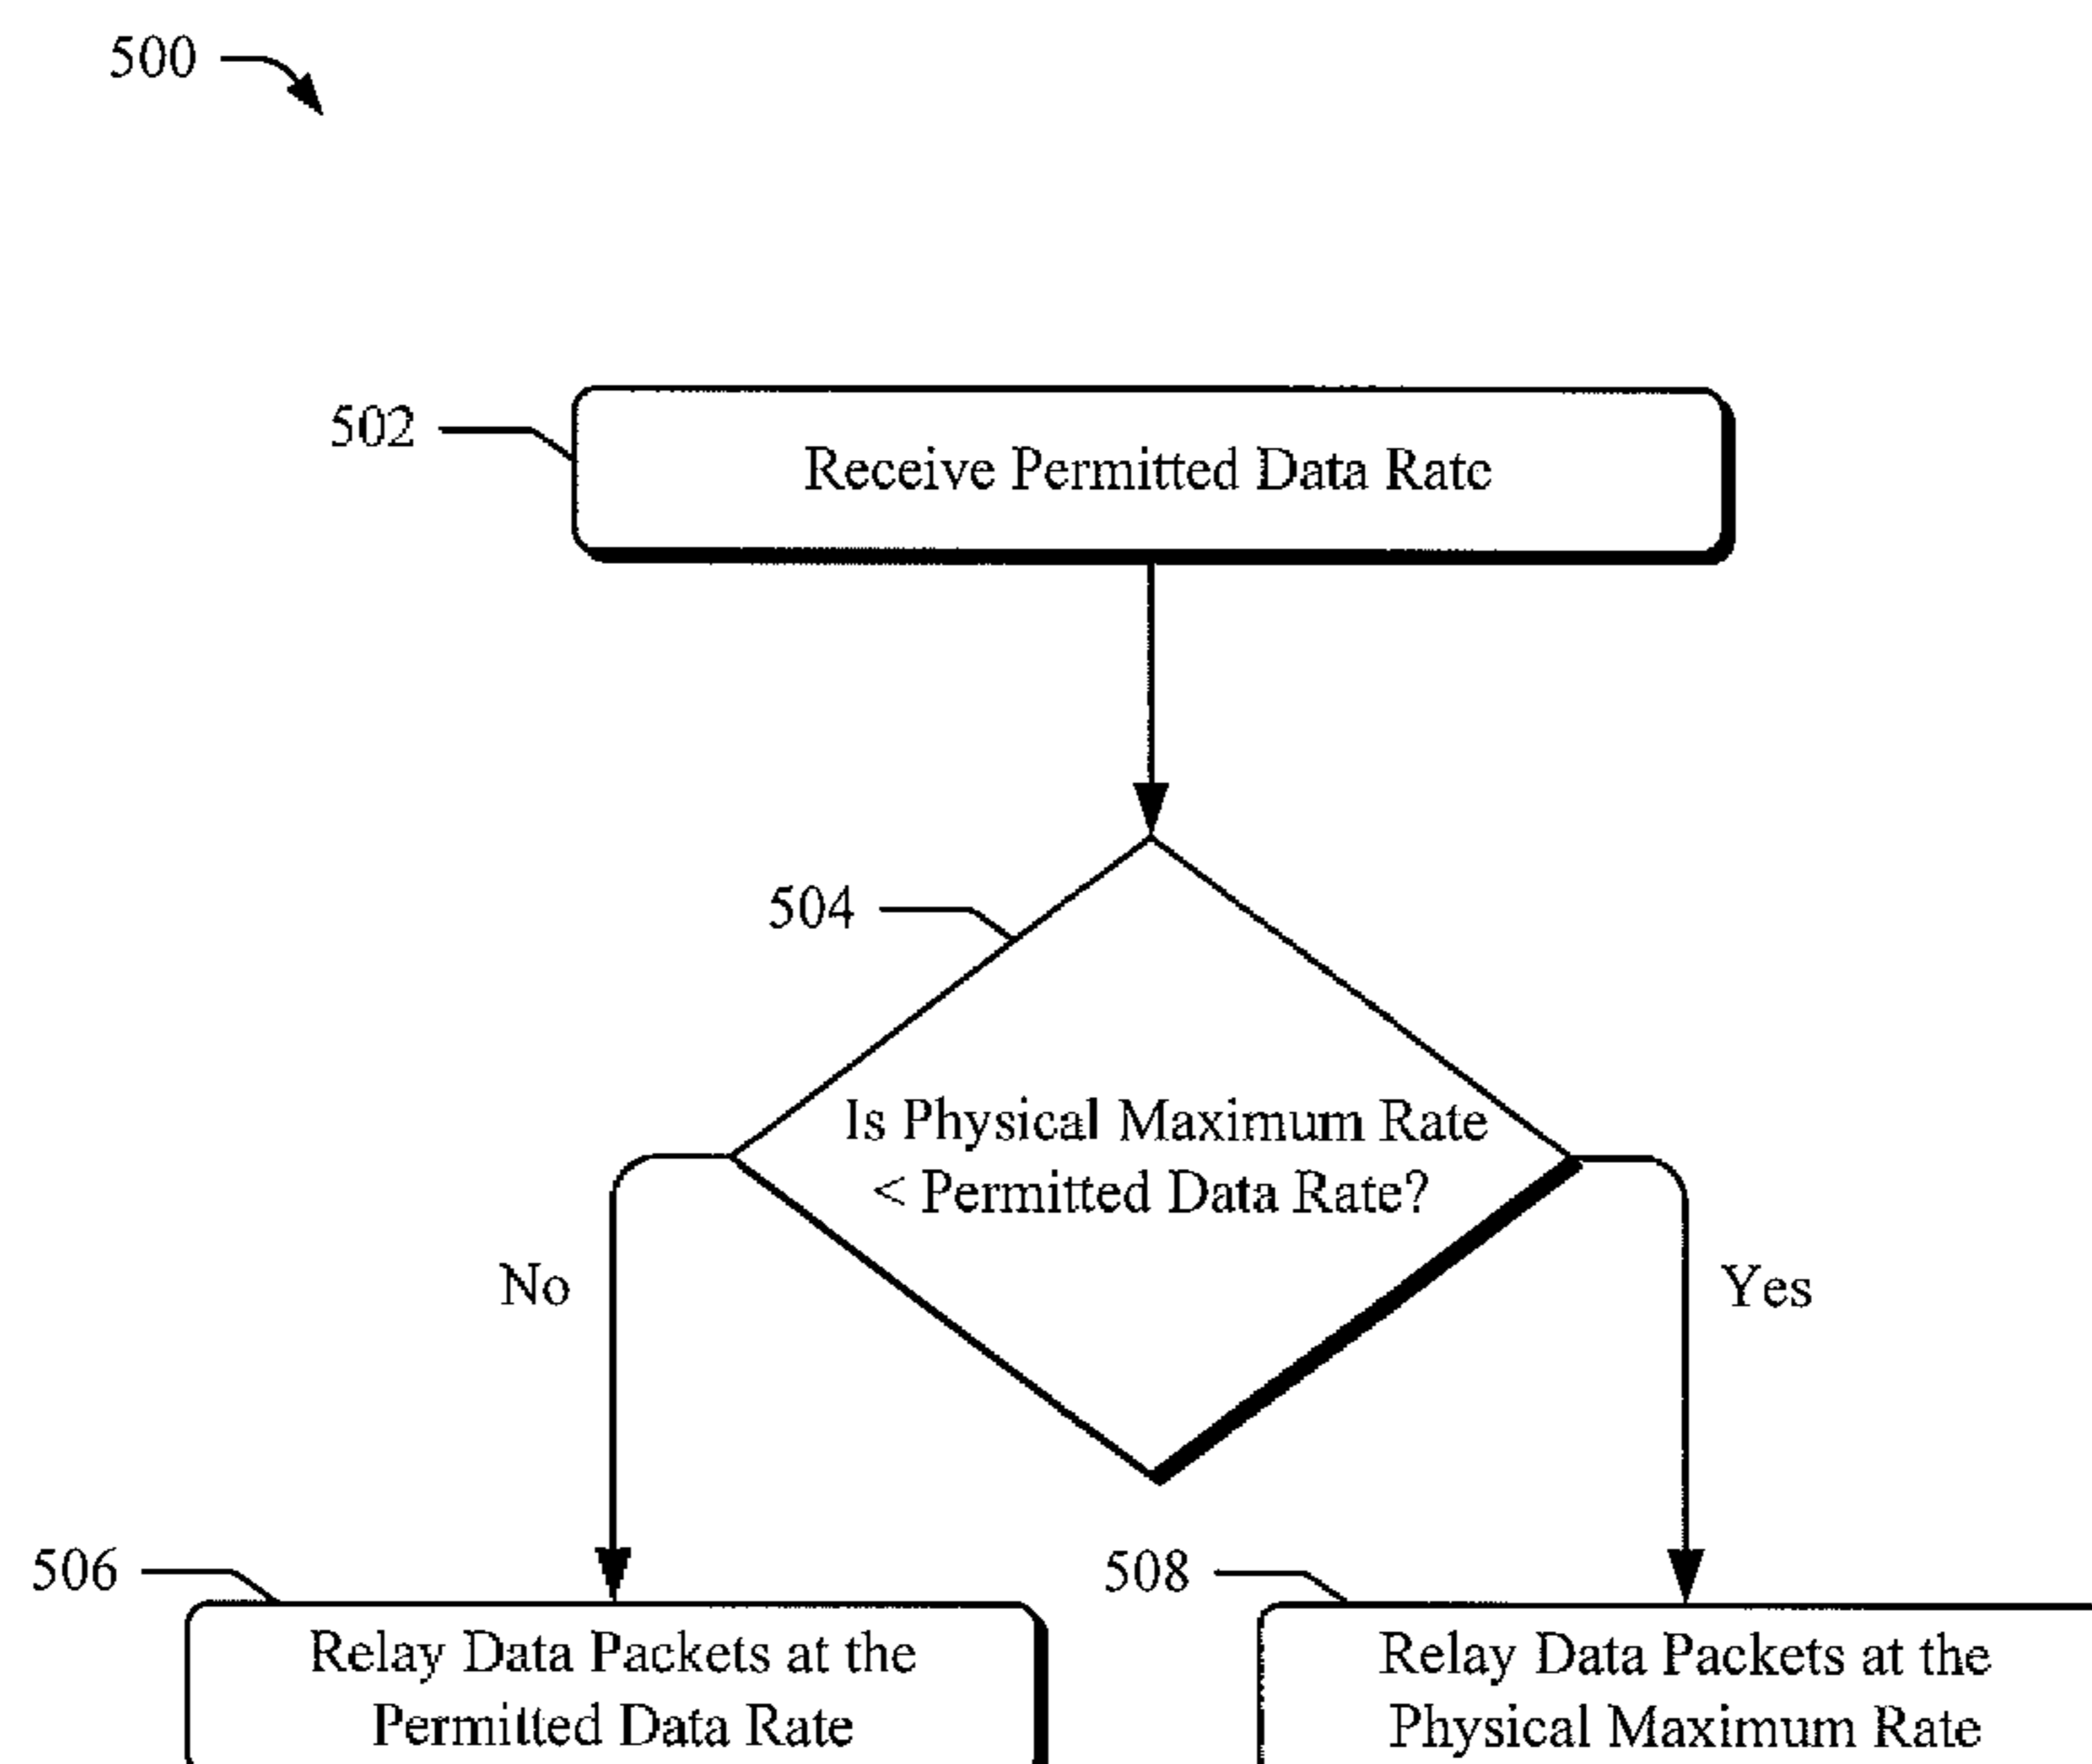 500
502
Receive Permitted Data Rate
504
Is Physical Maximum Rate
< Permitted Data Rate?
No
Yes
506
508
Relay Data Packets at the
Permitted Data Rate
Relay Data Packets at the
Physical Maximum Rate